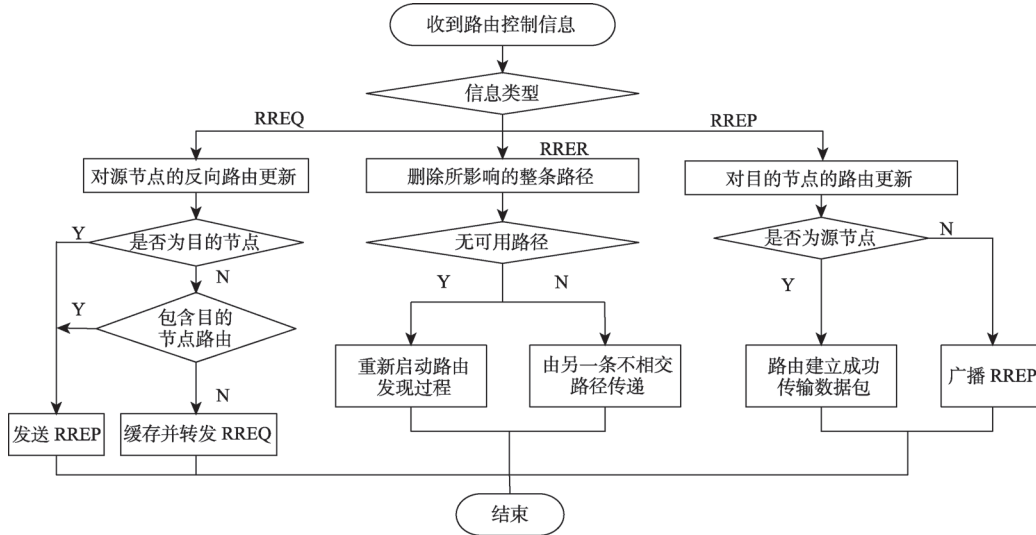 收到路由控制信息
信息类型
RREQ
RREP
RRER
对源节点的反向路由更新
删除所影响的整条路径
对目的节点的路由更新
Y
是否为目的节点
无可用路径
是否为源节点
N
N
Y
N
Y
Y
包含目的
节点路由
重新启动路由
发现过程
由另一条不相交
路径传递
路由建立成功
传输数据包
广播 RREP
N
发送 RREP
缓存并转发 RREQ
结束